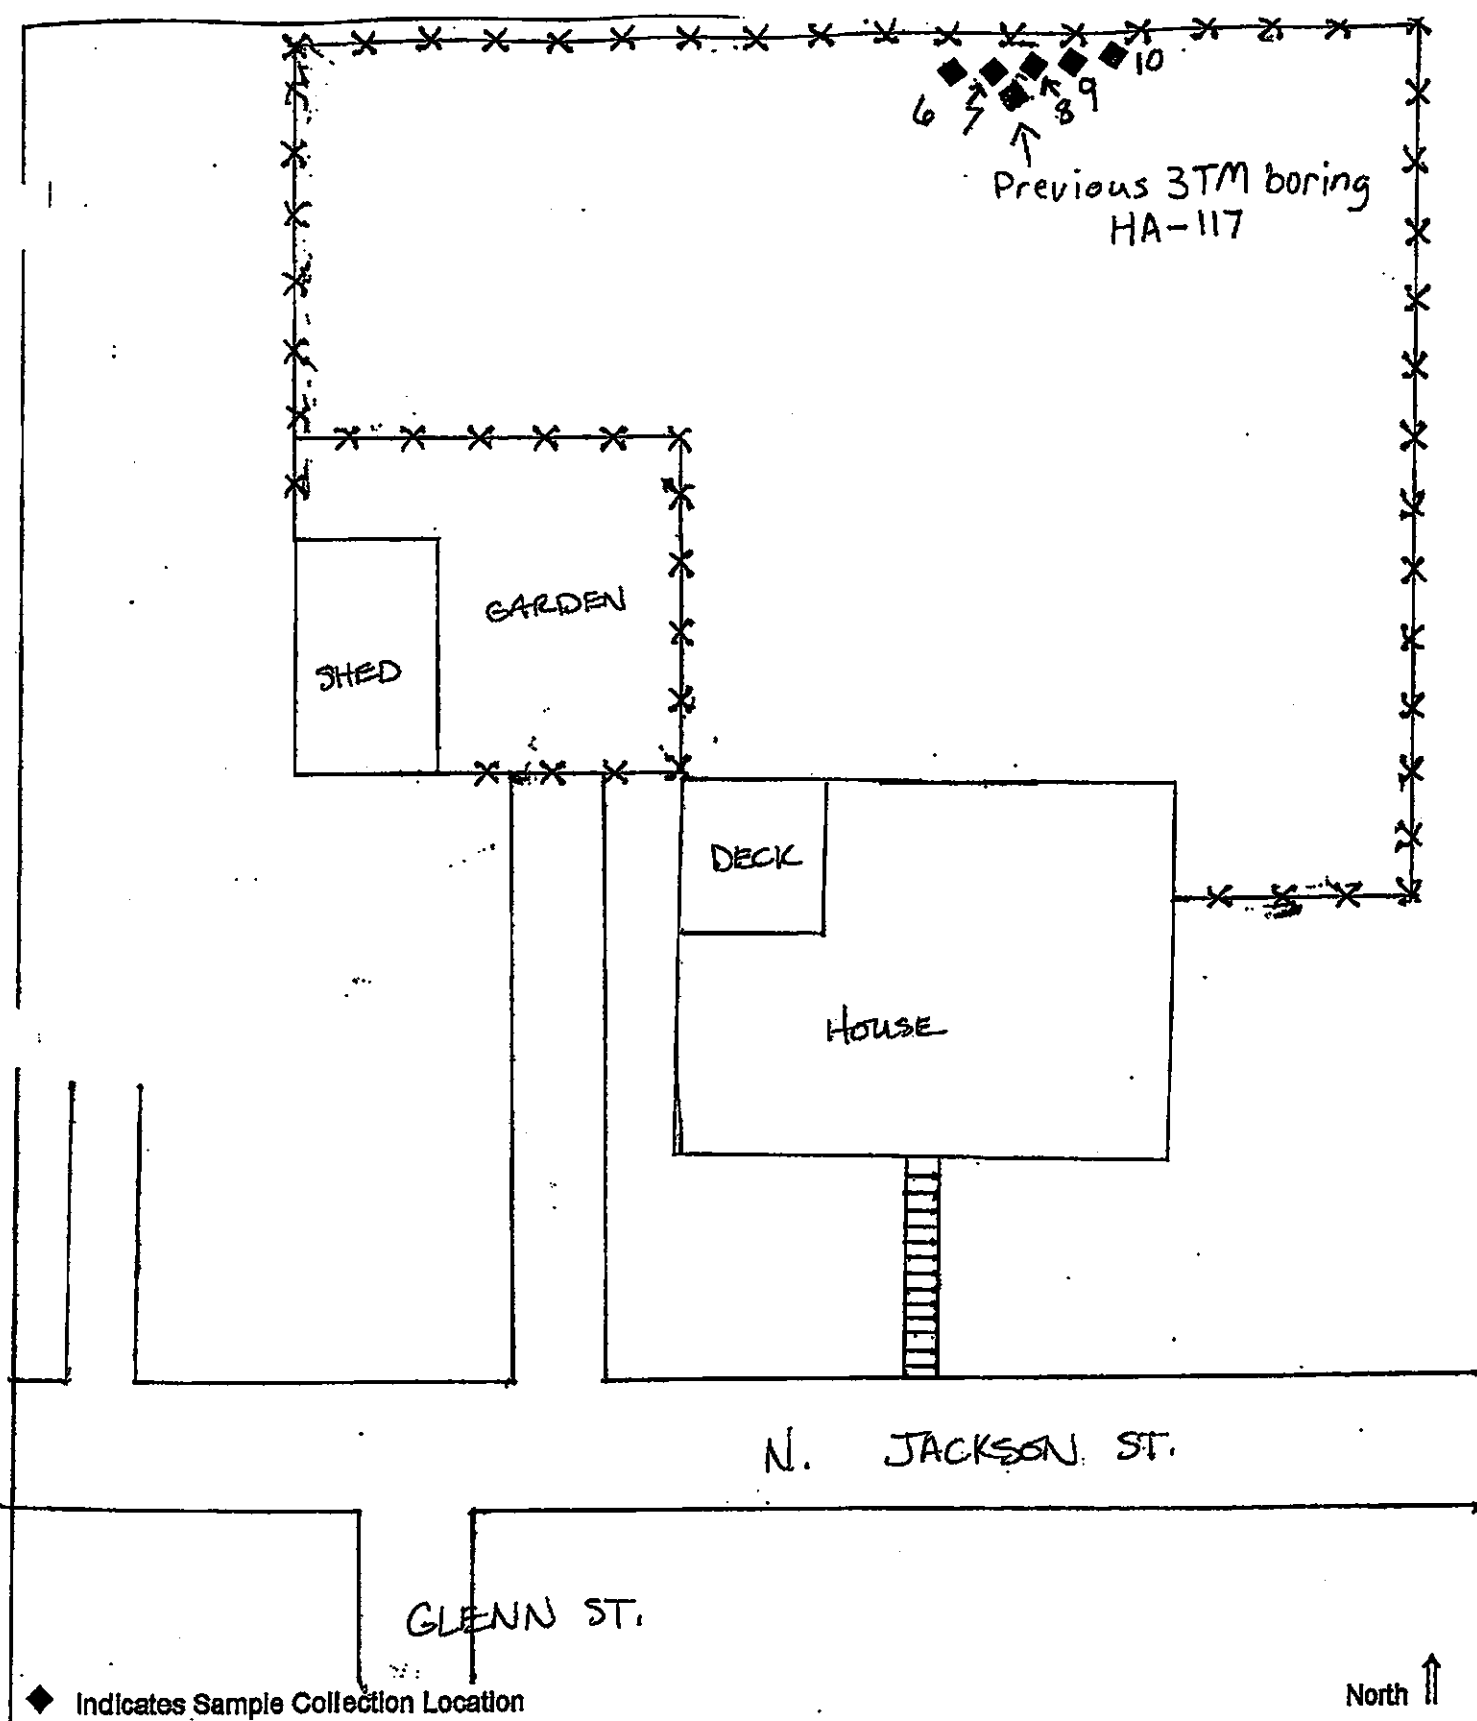 10
6 7 8 9
Previous 3TM boring
HA-117
GARDEN
SHED
DECK
HOUSE
N. JACKSON ST.
GLENN ST.
Indicates Sample Collection Location
North